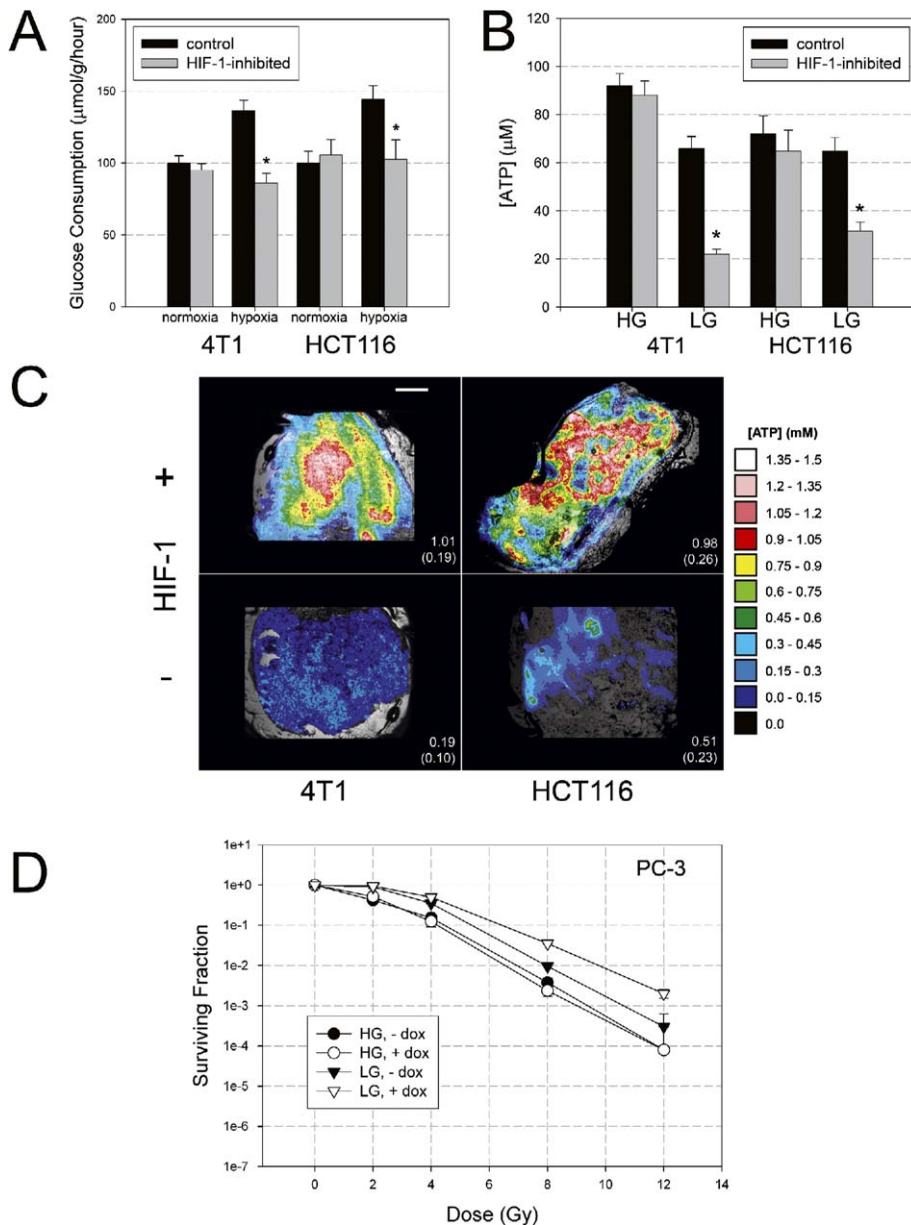 A
Glucose Consumption (μmol/g/hour)
200
150
100
50
0
control
HIF-1-inhibited
*
*
normoxia hypoxia normoxia hypoxia
4T1 HCT116
B
[ATP] (μM)
120
100
80
60
40
20
0
control
HIF-1-inhibited
*
*
HG LG HG LG
4T1 HCT116
C
HIF-1
+
-
1.01
(0.19)
0.98
(0.26)
0.19
(0.10)
0.51
(0.23)
4T1 HCT116
[ATP] (mM)
1.35 - 1.5
1.2 - 1.35
1.05 - 1.2
0.9 - 1.05
0.75 - 0.9
0.6 - 0.75
0.45 - 0.6
0.3 - 0.45
0.15 - 0.3
0.0 - 0.15
0.0
D
PC-3
Surviving Fraction
1e+1
1e+0
1e-1
1e-2
1e-3
1e-4
1e-5
1e-6
1e-7
HG, - dox
HG, + dox
LG, - dox
LG, + dox
0 2 4 6 8 10 12 14
Dose (Gy)